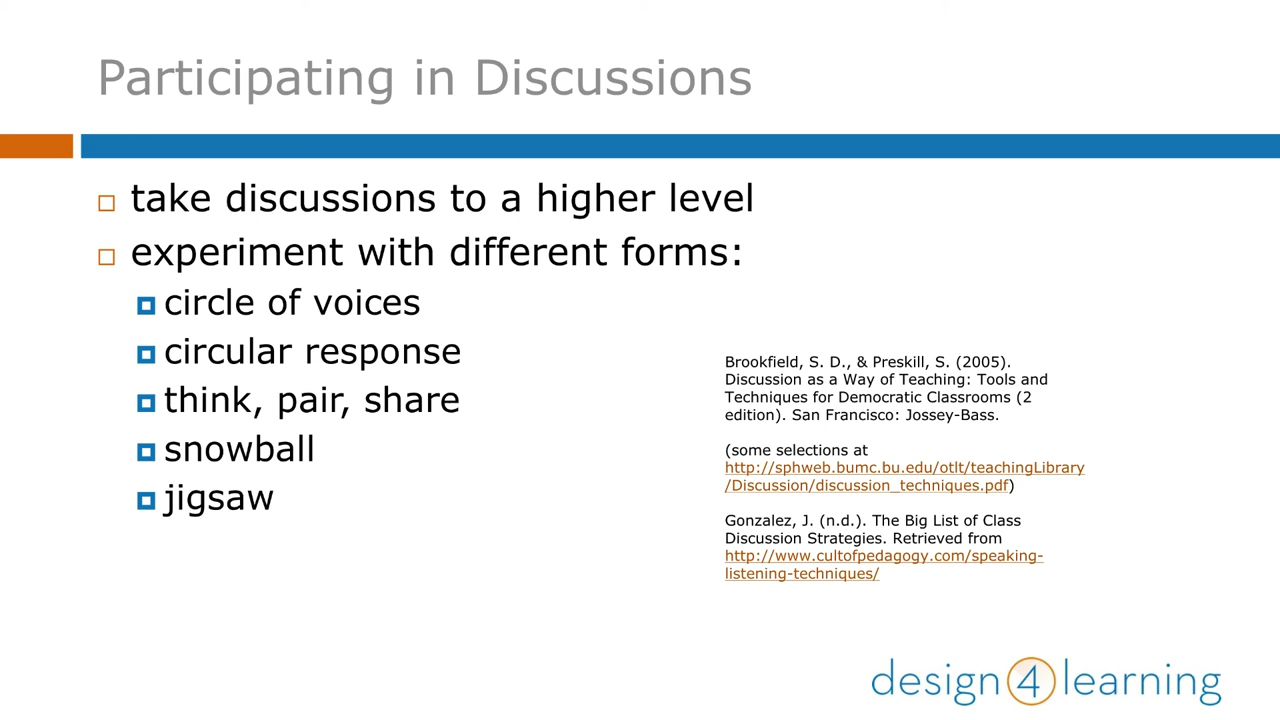 Participating in Discussions
take discussions to a higher level
experiment with different forms:
circle of voices
circular response
think, pair, share
snowball
jigsaw
Brookfield, S. D., & Preskill, S. (2005).
Discussion as a Way of Teaching: Tools and
Techniques for Democratic Classrooms (2
edition). San Francisco: Jossey-Bass.
(some selections at
http://sphweb.bumc.bu.edu/otlt/teachingLibrary
/Discussion/discussion_techniques.pdf)
Gonzalez, J. (n.d.). The Big List of Class
Discussion Strategies. Retrieved from
http://www.cultofpedagogy.com/speaking-
listening-techniques/
design 4 learning